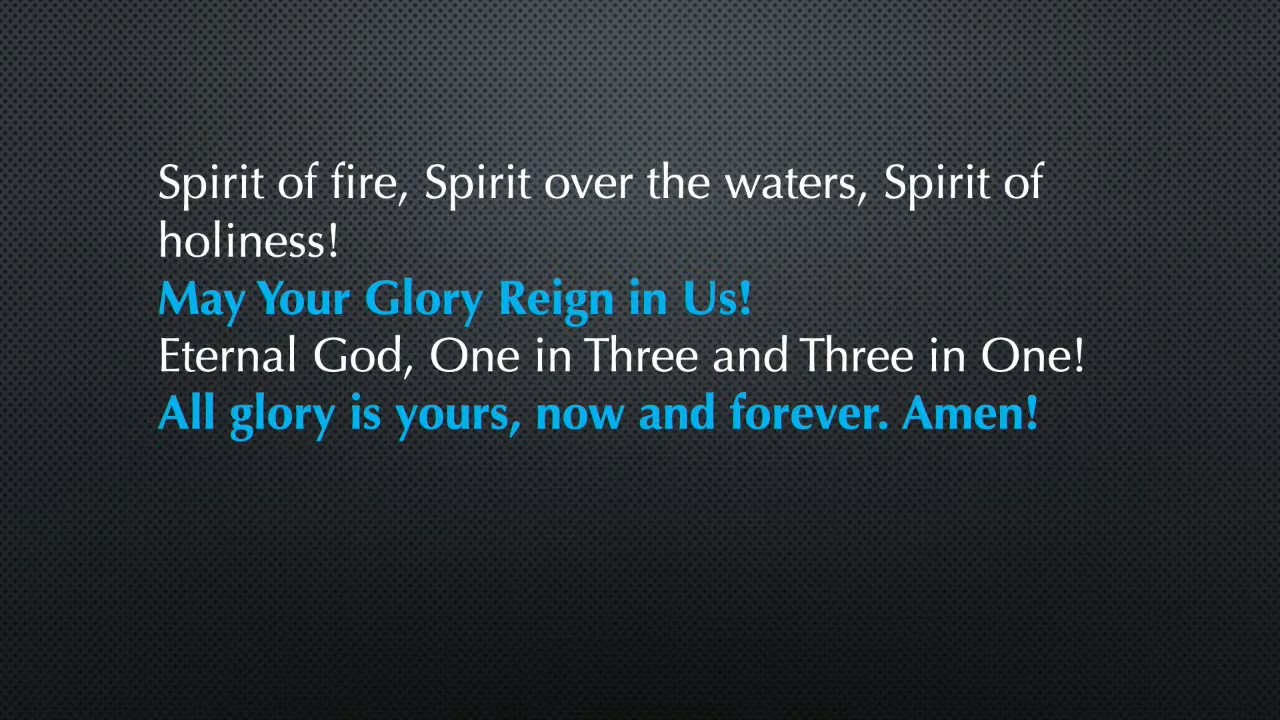 Spirit of fire, Spirit over the waters, Spirit of
holiness!
May Your Glory Reign in Us!
Eternal God, One in Three and Three in One!
All glory is yours, now and forever. Amen!